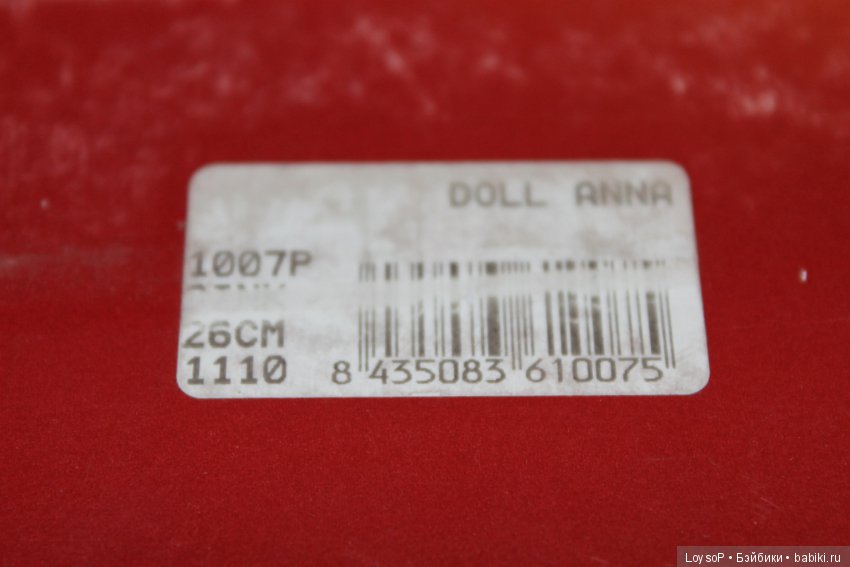 DOLL ANNA
1007P
26CM
1110
8 435083 610075
LoysoP • Бэйбики • babiki.ru